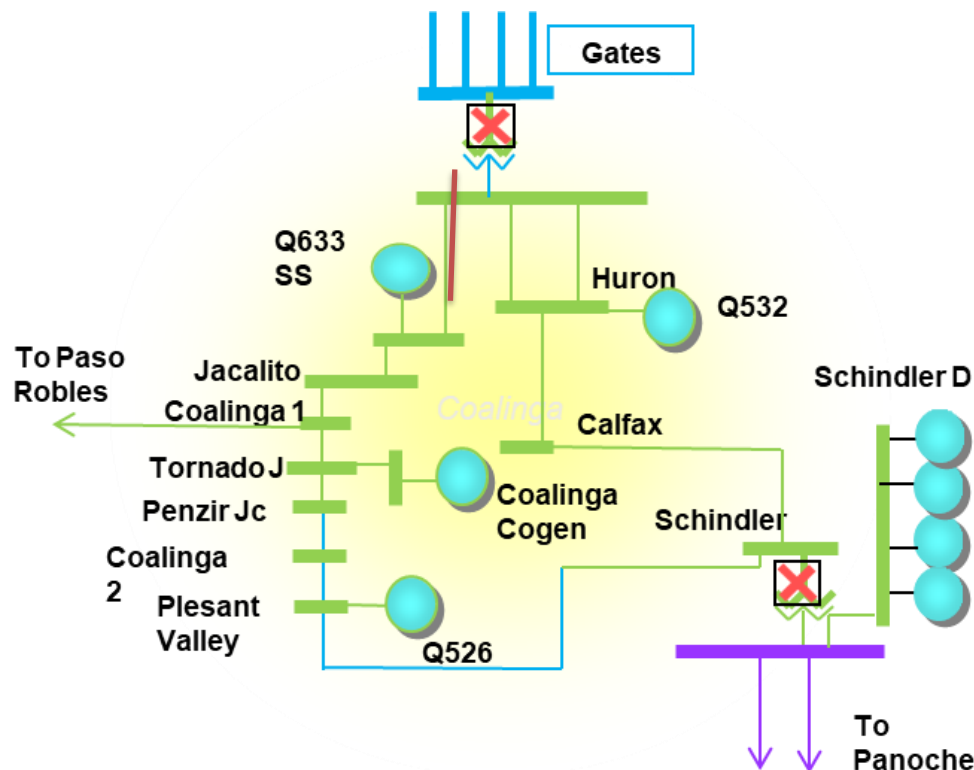 Gates
Q633
SS
Huron
Q532
To Paso
Robles
Jacalito
Schindler D
Coalinga 1
Coalinga
Calfax
Tornado J
Coalinga
Cogen
Penzir Jc
Schindler
Coalinga
2
Plesant
Valley
Q526
To
Panoche